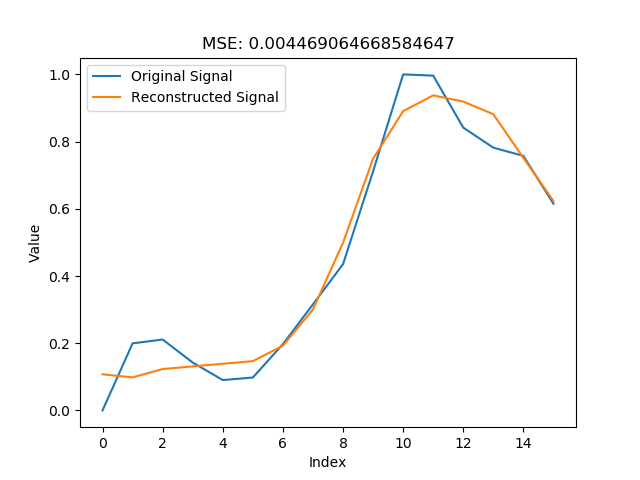 MSE: 0.004469064668584647
Original Signal
Reconstructed Signal
1.0
0.8
0.6
0.4
0.2
0.0
Value
0 2 4 6 8 10 12 14
Index